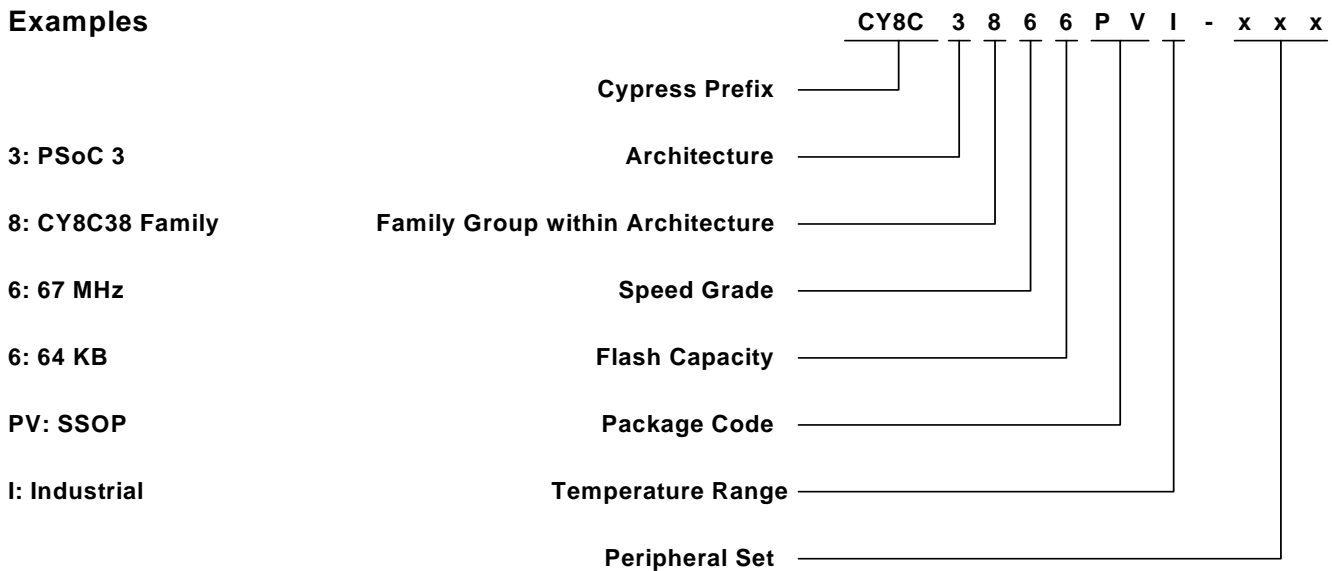 Examples CY8C 3 8 6 6 P V I - x x x
Cypress Prefix
3: PSoC 3 Architecture
8: CY8C38 Family Family Group within Architecture
6: 67 MHz Speed Grade
6: 64 KB Flash Capacity
PV: SSOP Package Code
I: Industrial Temperature Range
Peripheral Set